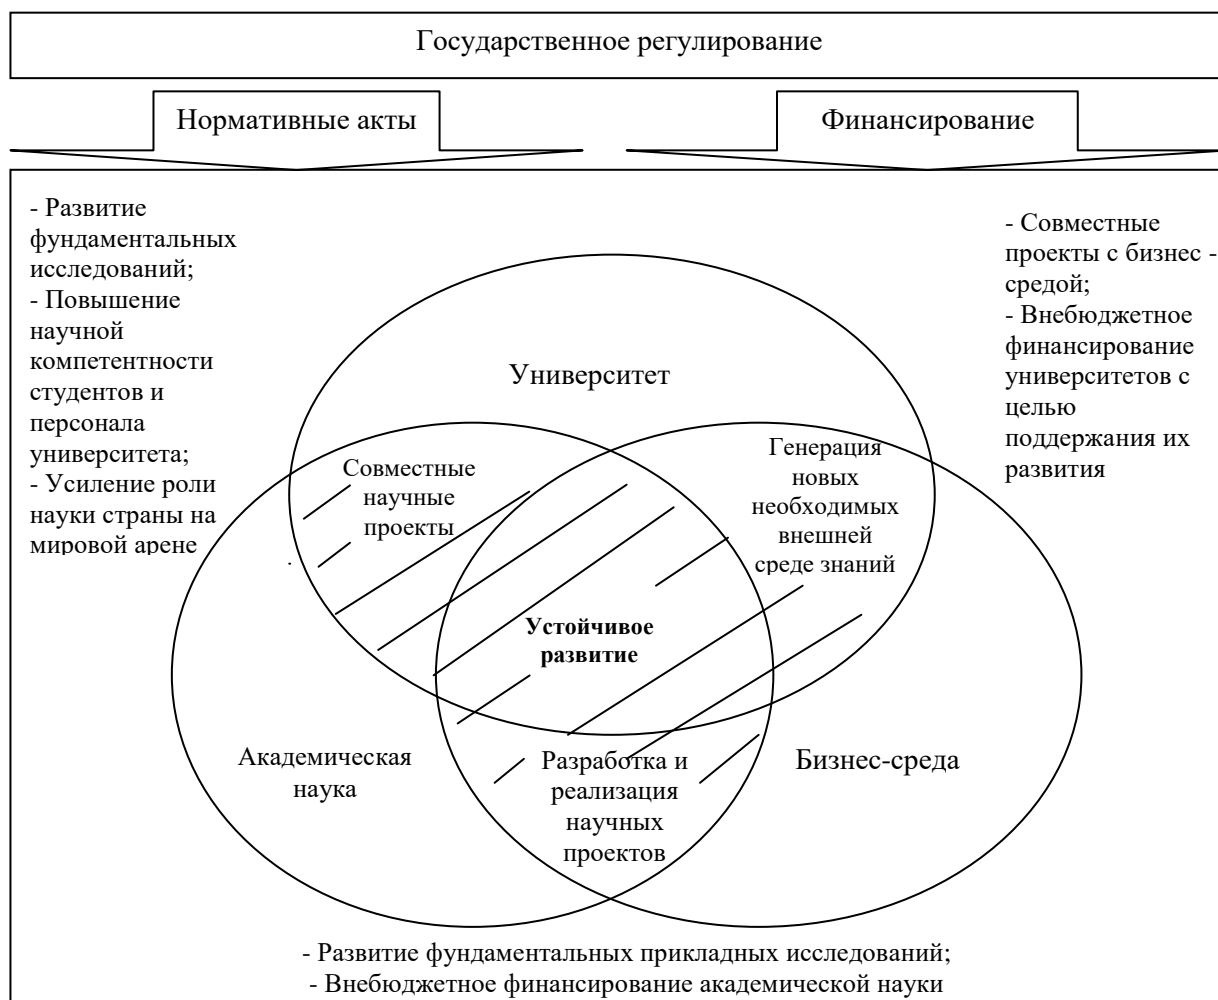 Государственное регулирование
Нормативные акты
Финансирование
- Развитие
фундаментальных
исследований;
- Повышение
научной
компетентности
студентов и
персонала
университета;
- Усиление роли
науки страны на
мировой арене
- Совместные
проекты с бизнес -
средой;
- Внебюджетное
финансирование
университетов с
целью
поддержания их
развития
Университет
Совместные
научные
проекты
Генерация
новых
необходимых
внешней
среде знаний
Устойчивое
развитие
Академическая
наука
Разработка и
реализация
научных
проектов
Бизнес-среда
- Развитие фундаментальных прикладных исследований;
- Внебюджетное финансирование академической науки